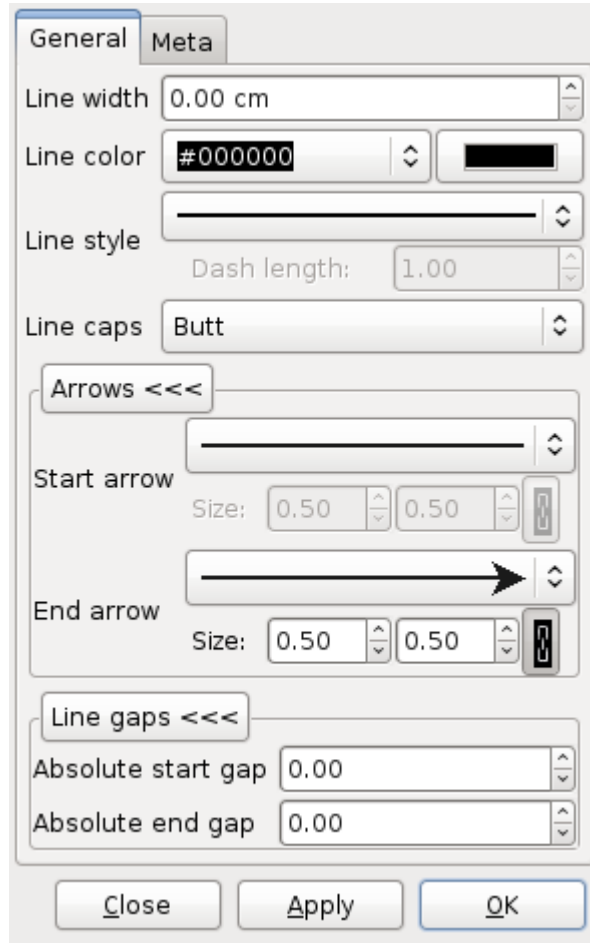 General Meta
Line width 0.00 cm
Line color #000000
Line style
Dash length: 1.00
Line caps Butt
Arrows <<<
Start arrow
Size: 0.50 0.50
End arrow
Size: 0.50 0.50
Line gaps <<<
Absolute start gap 0.00
Absolute end gap 0.00
Close Apply OK